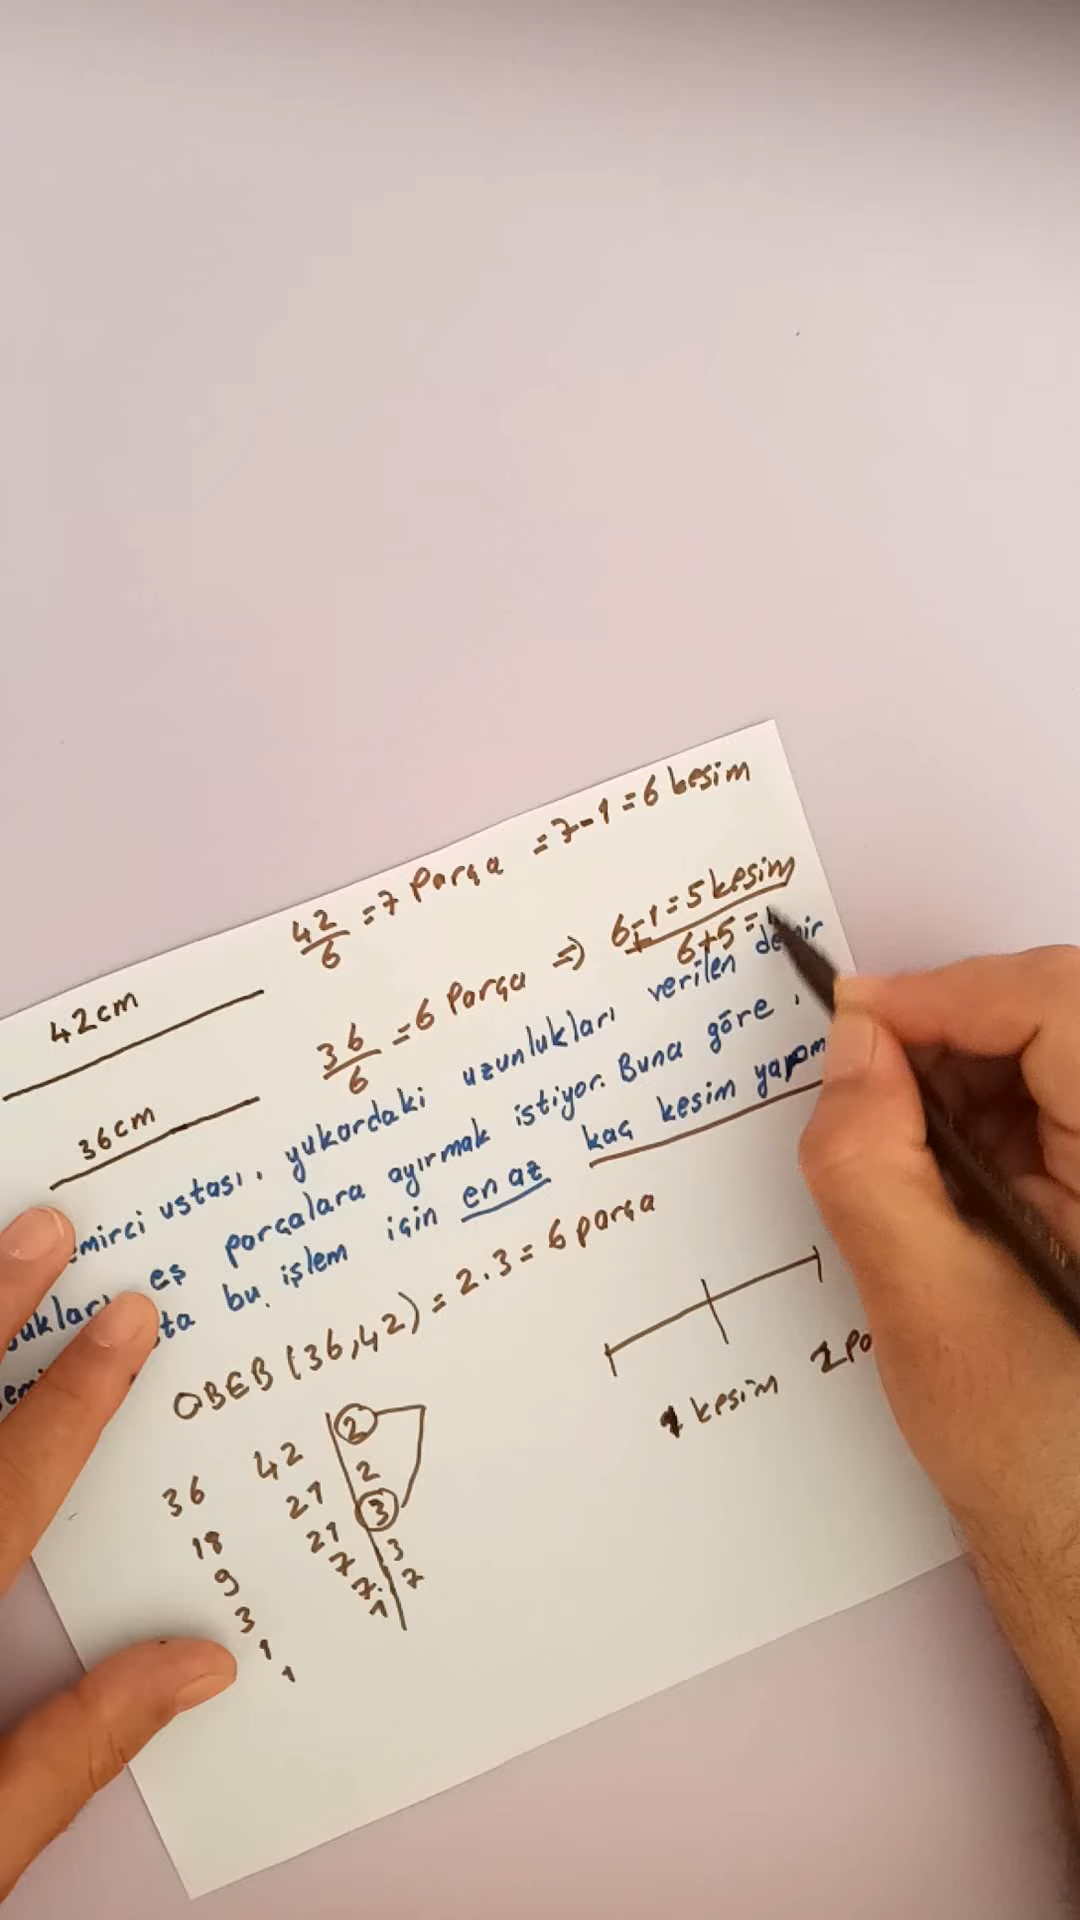 42/6 = 7 Parça = 7-1 = 6 kesim
36/6 = 6 Parça => 6-1 = 5 kesim
6+5 =
42cm
36cm
ustası, yukardaki uzunlukları verilen demir
eş parçalara ayırmak istiyor. Buna göre,
bu işlem için en az kaç kesim
OBEB (36,42) = 2.3 = 6 parça
1 kesim 2
36 42 2
18 21 2
9 21 3
3 7 3
1 7 7
1 1